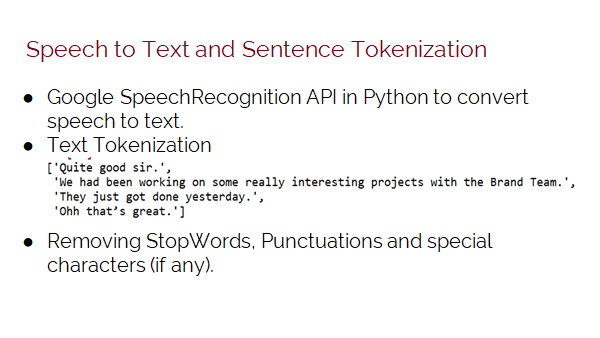 Speech to Text and Sentence Tokenization
● Google SpeechRecognition API in Python to convert
speech to text.
● Text Tokenization
['Quite good sir.',
'We had been working on some really interesting projects with the Brand Team.',
'They just got done yesterday.',
'Ohh that’s great.']
● Removing StopWords, Punctuations and special
characters (if any).